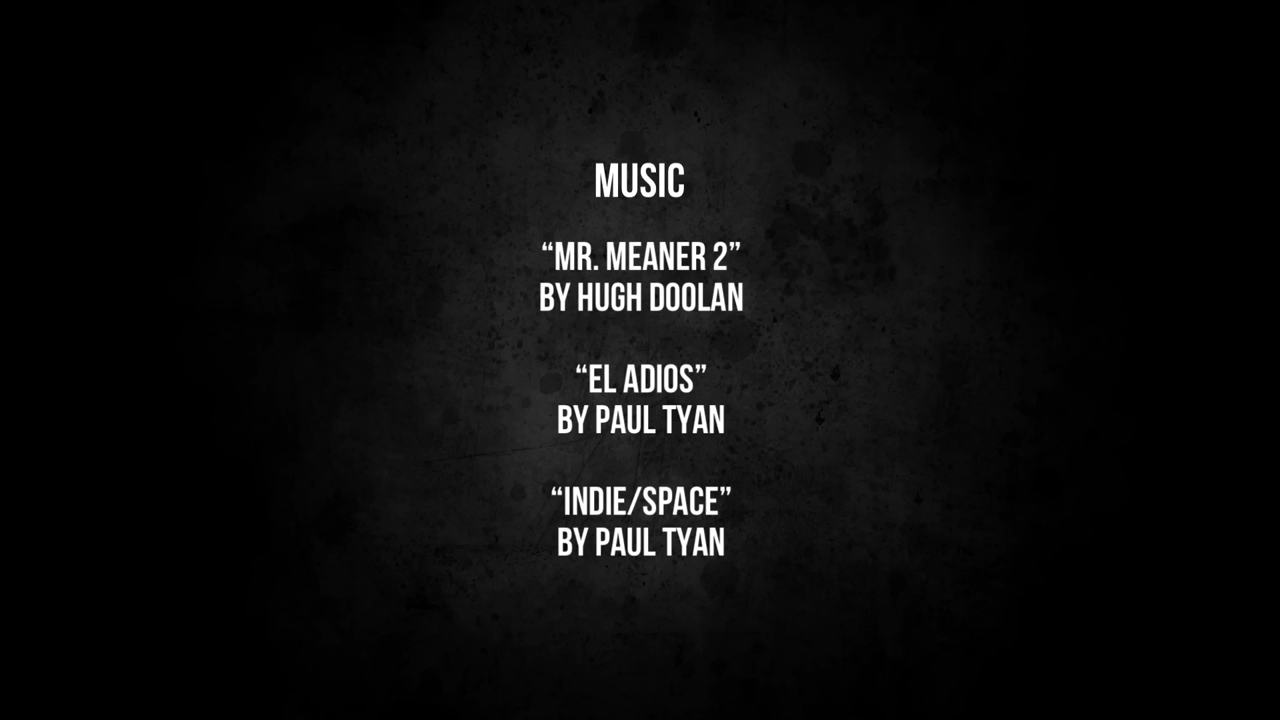 MUSIC
“MR. MEANER 2”
BY HUGH DOOLAN
“EL ADIOS”
BY PAUL TYAN
“INDIE/SPACE”
BY PAUL TYAN